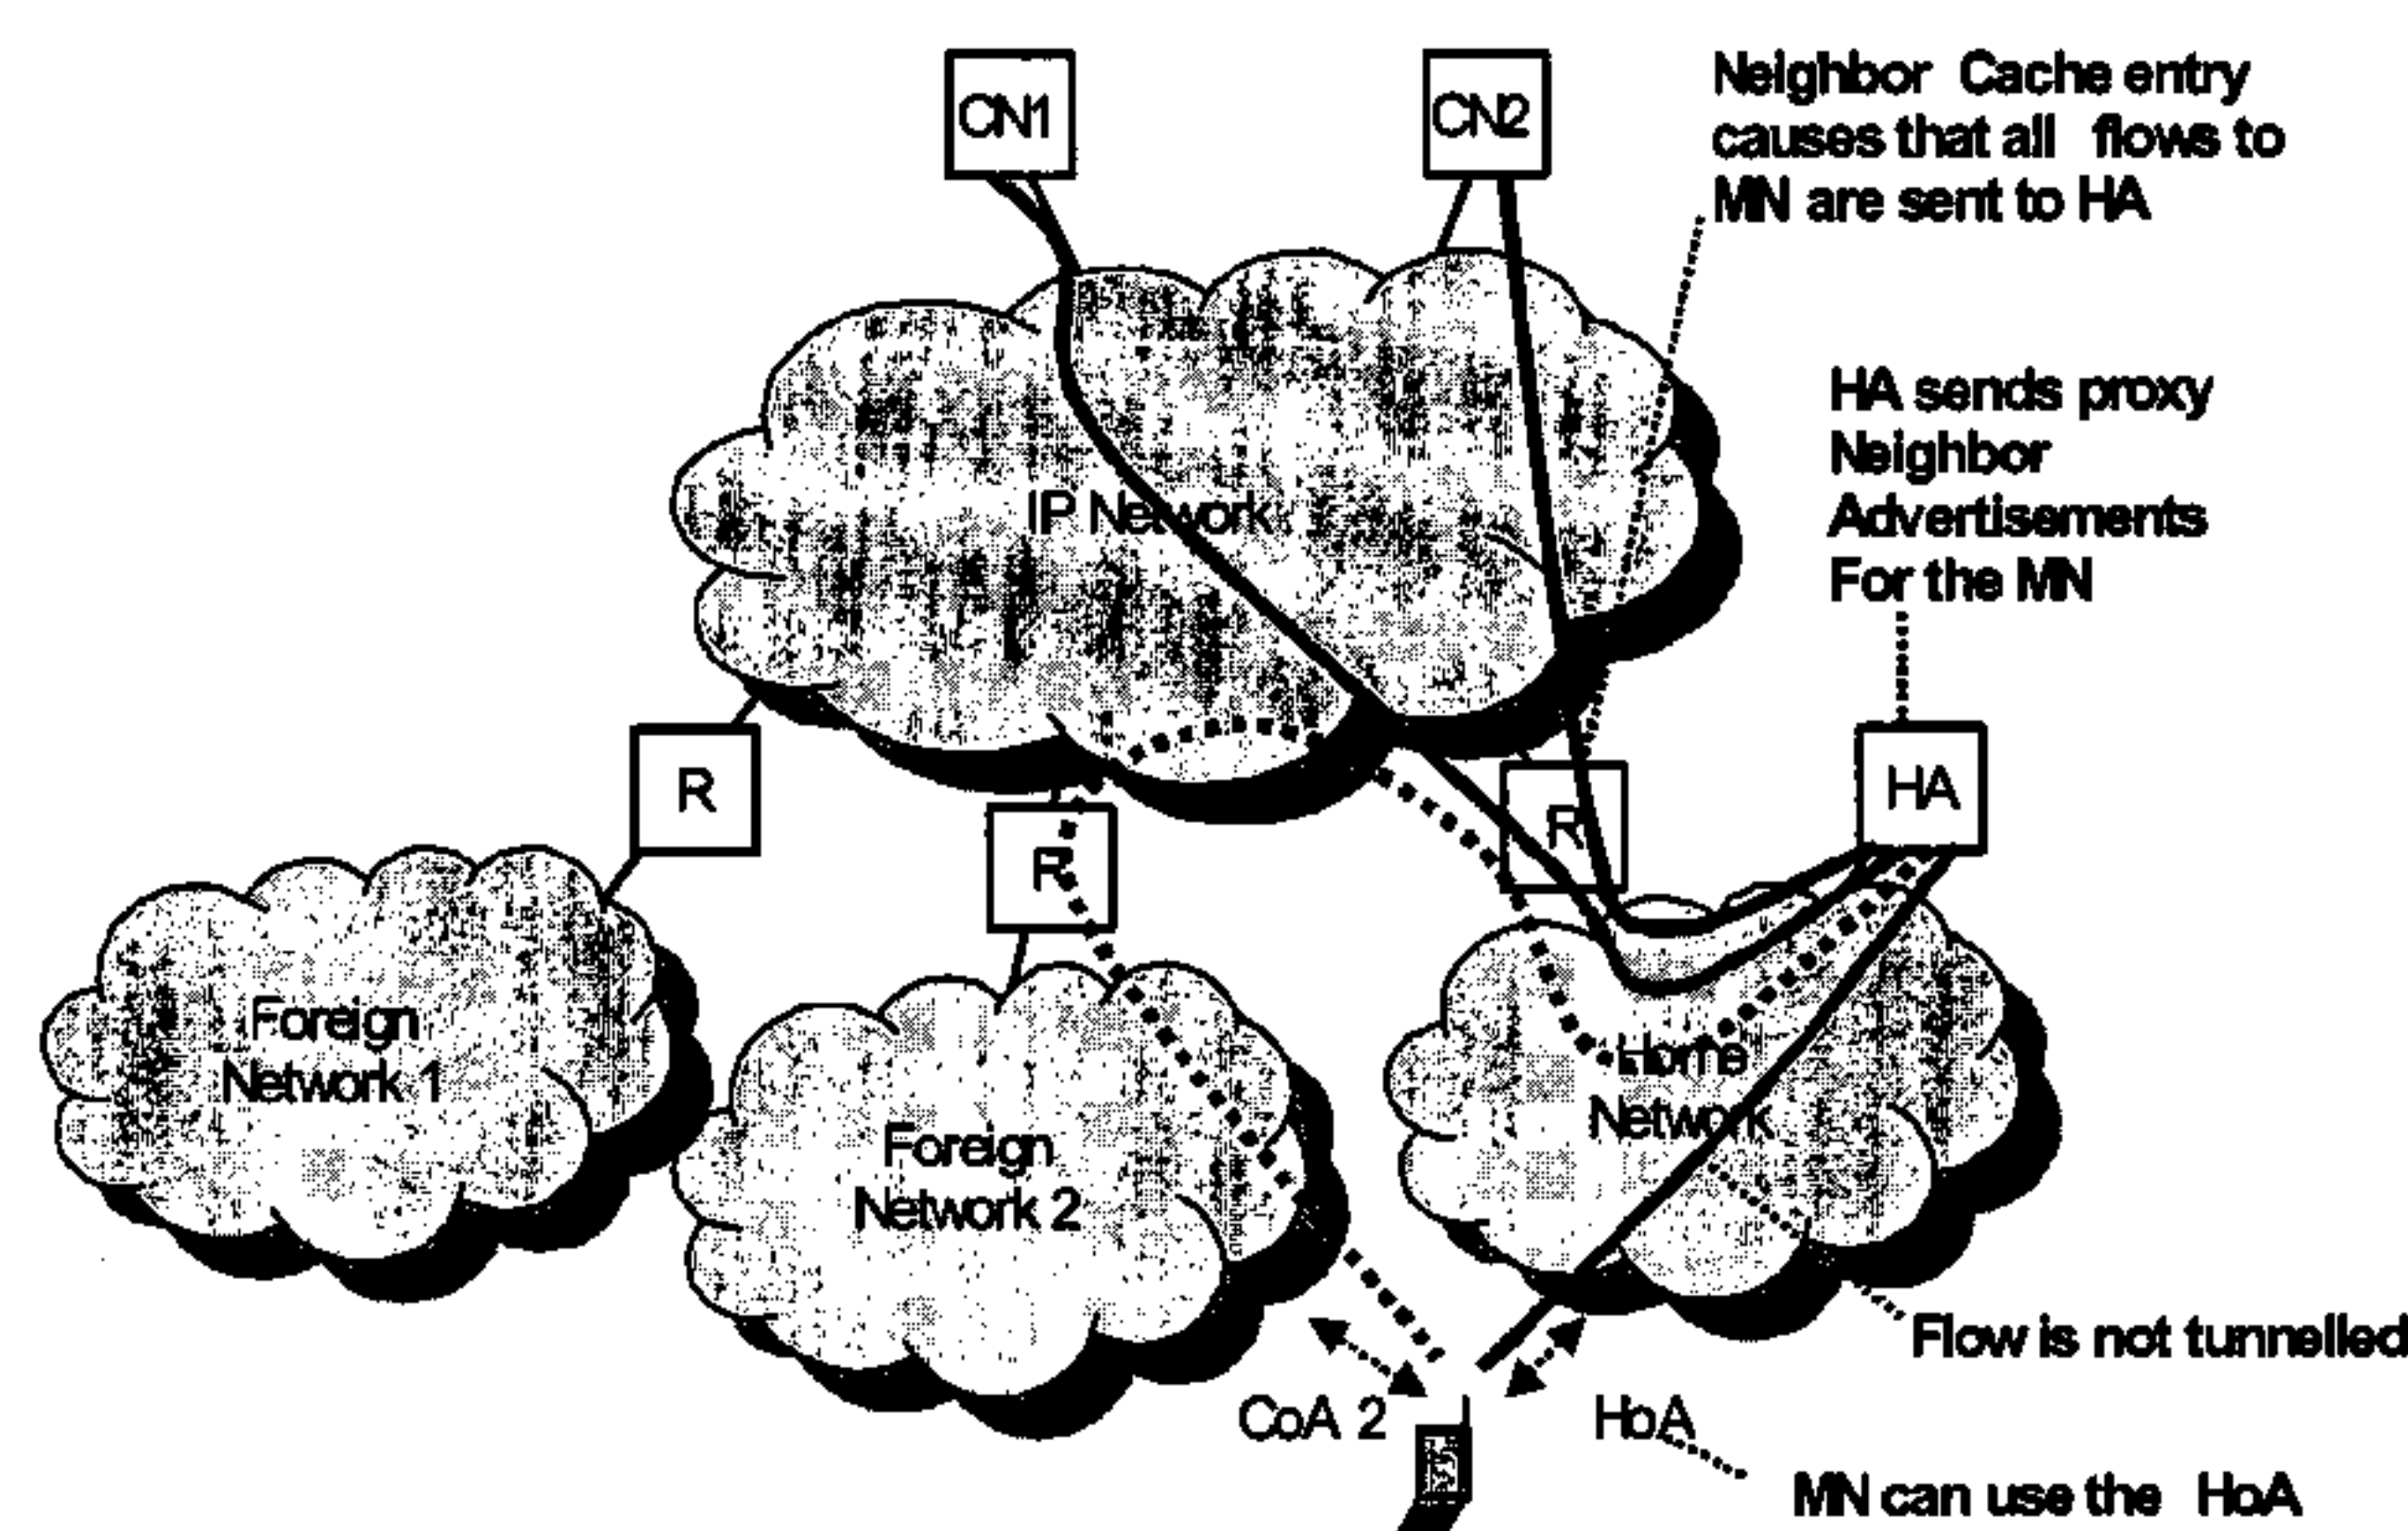 CN1
CN2
Neighbor Cache entry
causes that all flows to
MN are sent to HA
IP Network
HA sends proxy
Neighbor
Advertisements
For the MN
R
R
R
HA
Foreign
Network 1
Foreign
Network 2
Home
Network
Flow is not tunnelled
CoA 2
HoA
MN can use the HoA